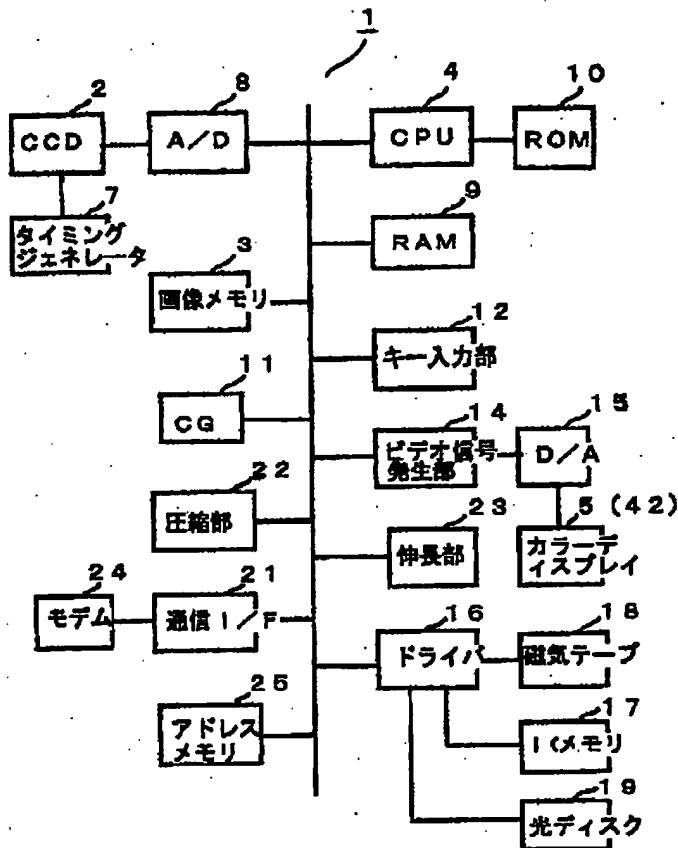 1
2
8
4
10
CCD
A/D
CPU
ROM
7
9
タイミング
ジェネレータ
RAM
3
画像メモリ
12
キー入力部
11
CG
14
15
ビデオ信号
発生部
D/A
22
圧縮部
23
伸長部
5(42)
カラーデ
ィスプレイ
24
21
モデム
通信I/F
16
18
ドライバ
磁気テープ
25
アドレス
メモリ
17
ICメモリ
19
光ディスク